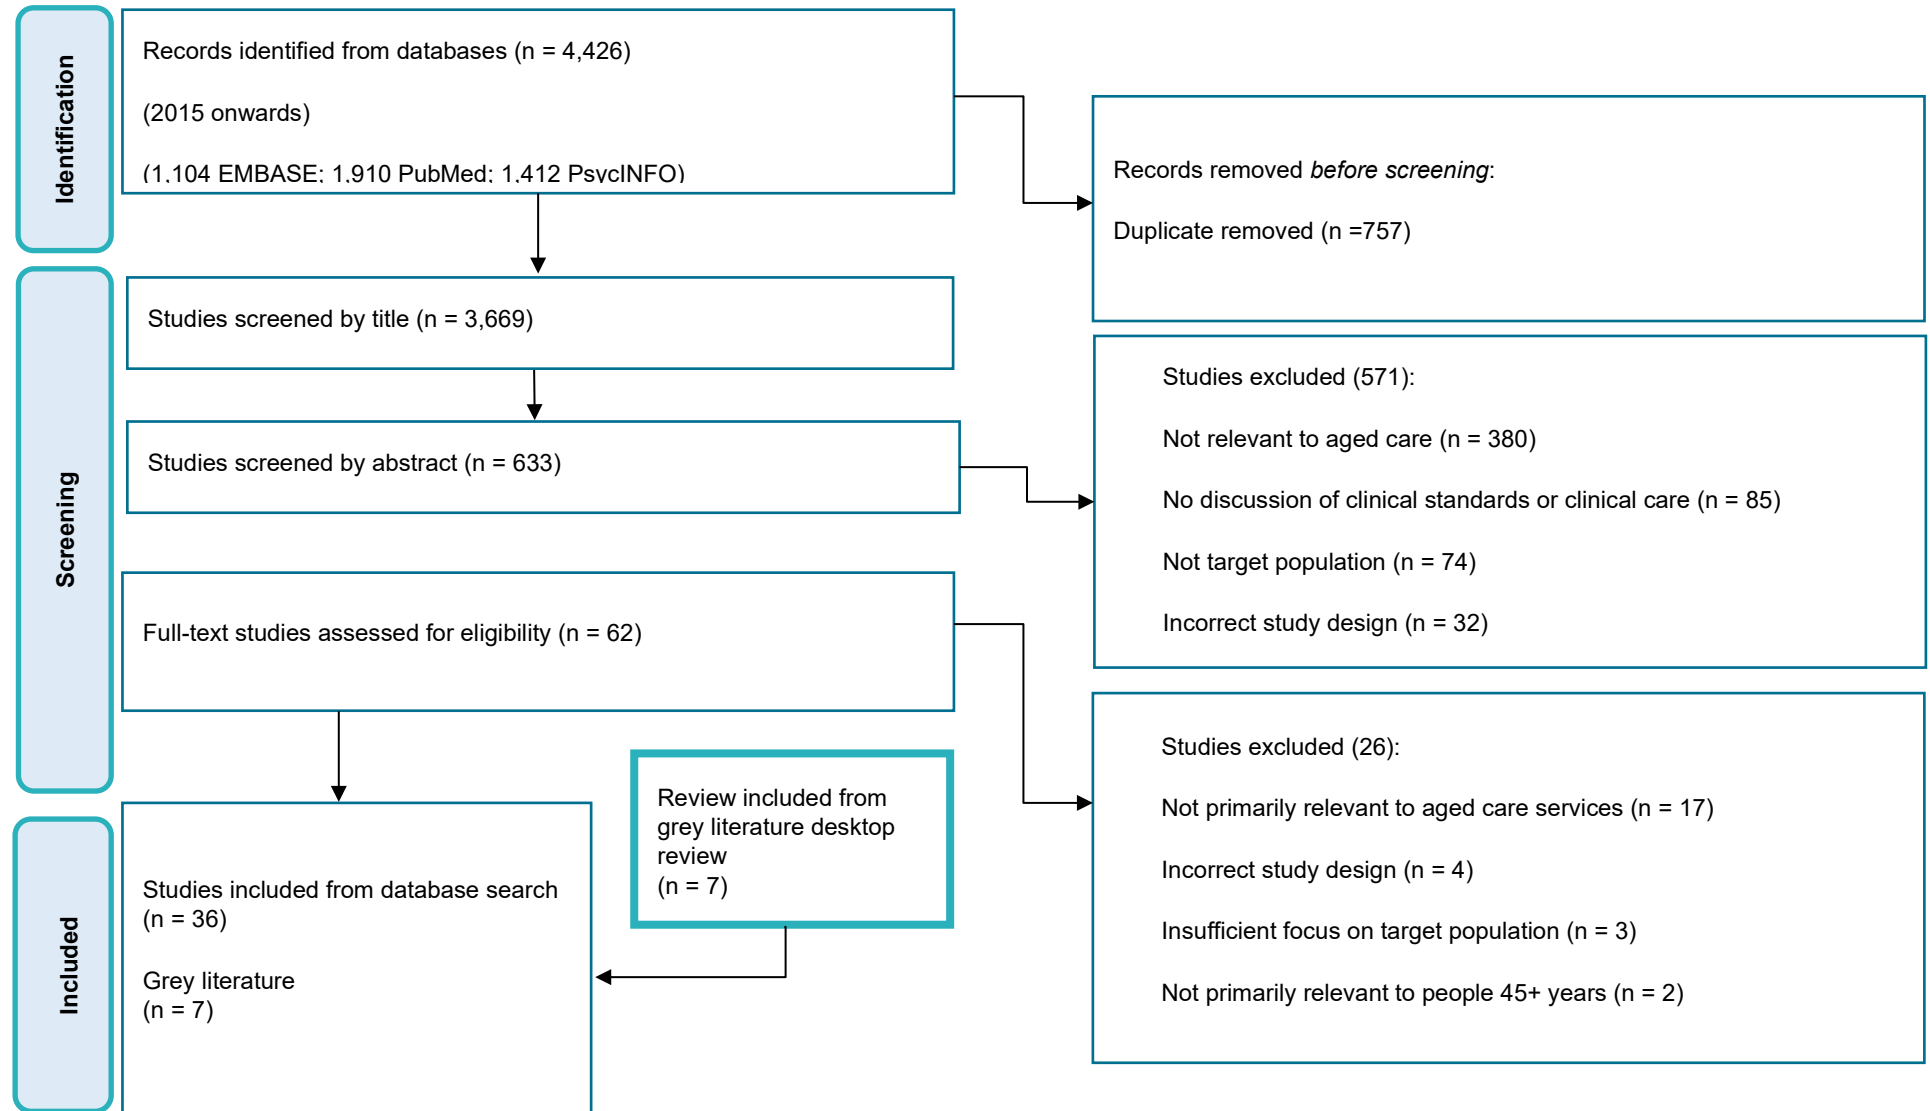 Identification
Records identified from databases (n = 4,426)
(2015 onwards)
(1,104 EMBASE; 1,910 PubMed; 1,412 PsycINFO)
Records removed before screening:
Duplicate removed (n =757)
Screening
Studies screened by title (n = 3,669)
Studies screened by abstract (n = 633)
Studies excluded (571):
Not relevant to aged care (n = 380)
No discussion of clinical standards or clinical care (n = 85)
Not target population (n = 74)
Incorrect study design (n = 32)
Full-text studies assessed for eligibility (n = 62)
Studies excluded (26):
Not primarily relevant to aged care services (n = 17)
Incorrect study design (n = 4)
Insufficient focus on target population (n = 3)
Not primarily relevant to people 45+ years (n = 2)
Review included from
grey literature desktop
review
(n = 7)
Included
Studies included from database search
(n = 36)
Grey literature
(n = 7)